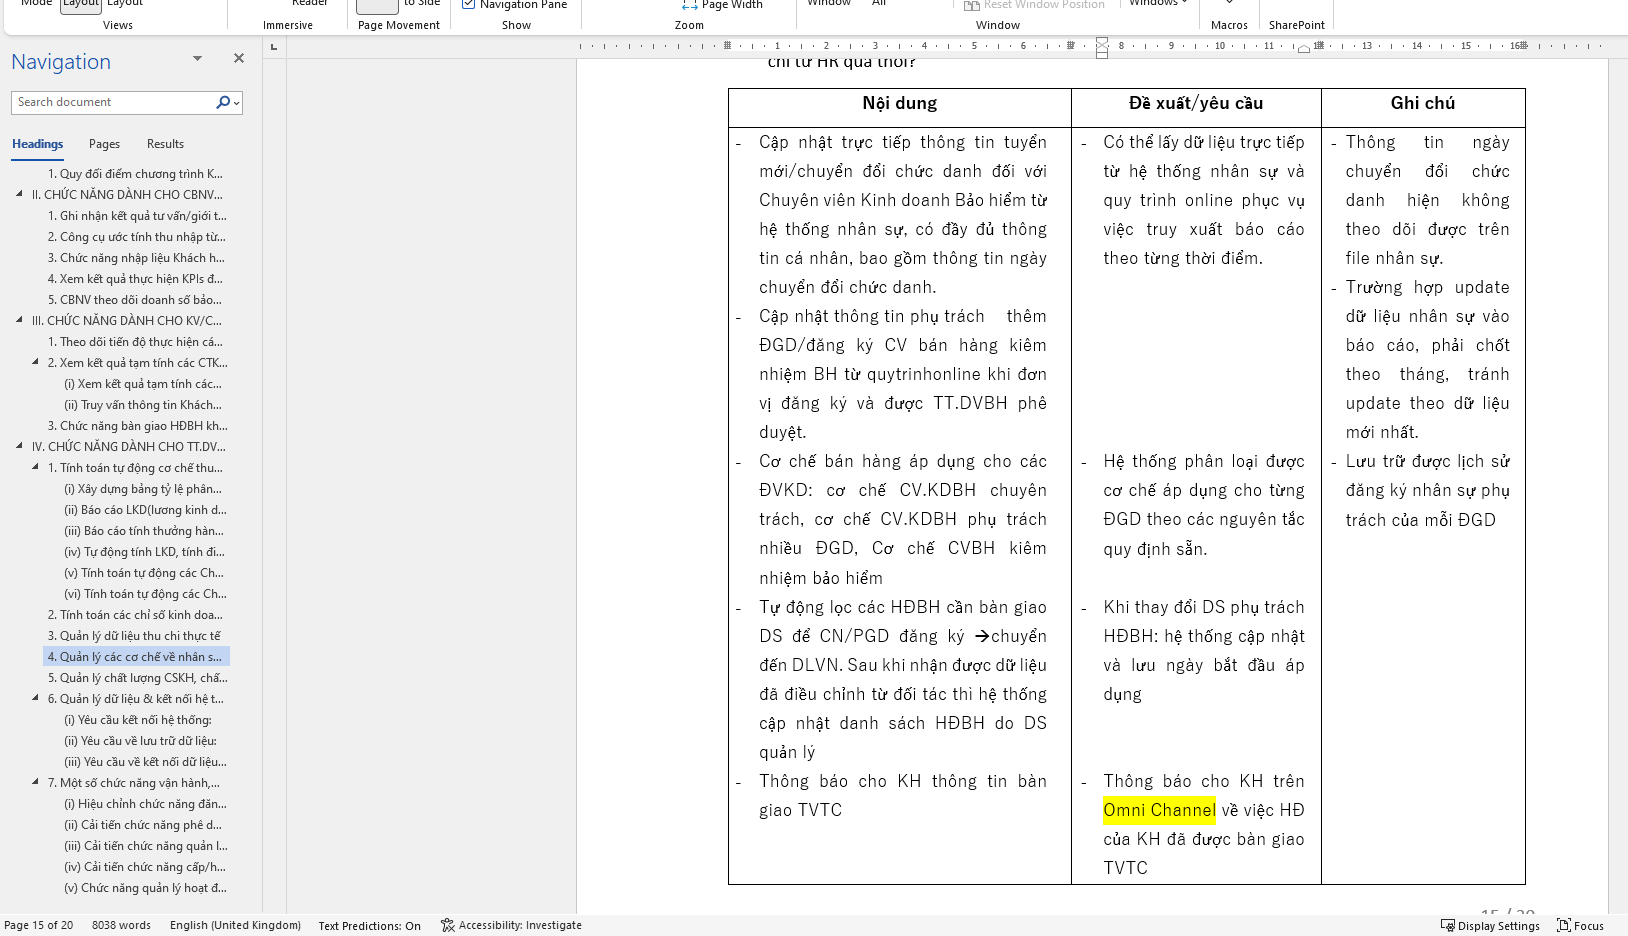 Mode
Layout
Layout
Reader
to Side
Navigation Pane
Page Width
Window
All
Reset Window Position
Windows
Views
Immersive
Page Movement
Show
Zoom
Window
Macros
SharePoint
Navigation
Search document
Headings
Pages
Results
1. Quy đổi điểm chương trình K...
II. CHỨC NĂNG DÀNH CHO CBNV...
1. Ghi nhận kết quả tư vấn/giới t...
2. Công cụ ước tính thu nhập từ...
3. Chức năng nhập liệu Khách h...
4. Xem kết quả thực hiện KPIs đ...
5. CBNV theo dõi doanh số bảo...
III. CHỨC NĂNG DÀNH CHO KV/C...
1. Theo dõi tiến độ thực hiện cá...
2. Xem kết quả tạm tính các CTK...
(i) Xem kết quả tạm tính các...
(ii) Truy vấn thông tin Khách...
3. Chức năng bàn giao HĐBH kh...
IV. CHỨC NĂNG DÀNH CHO TT.DV...
1. Tính toán tự động cơ chế thu...
(i) Xây dựng bảng tỷ lệ phân...
(ii) Báo cáo LKD(lương kinh d...
(iii) Báo cáo tính thưởng hàn...
(iv) Tự động tính LKD, tính đi...
(v) Tính toán tự động các Ch...
(vi) Tính toán tự động các Ch...
2. Tính toán các chỉ số kinh doa...
3. Quản lý dữ liệu thu chi thực tế
4. Quản lý các cơ chế về nhân s...
5. Quản lý chất lượng CSKH, chấ...
6. Quản lý dữ liệu & kết nối hệ t...
(i) Yêu cầu kết nối hệ thống:
(ii) Yêu cầu về lưu trữ dữ liệu:
(iii) Yêu cầu về kết nối dữ liệu...
7. Một số chức năng vận hành,...
(i) Hiệu chỉnh chức năng đăn...
(ii) Cải tiến chức năng phê d...
(iii) Cải tiến chức năng quản l...
(iv) Cải tiến chức năng cấp/h...
(v) Chức năng quản lý hoạt đ...
1 2 3 4 5 6 7 8 9 10 11 12 13 14 15 16
chỉ từ HR qua thôi?
Nội dung
- Cập nhật trực tiếp thông tin tuyển
mới/chuyển đổi chức danh đối với
Chuyên viên Kinh doanh Bảo hiểm từ
hệ thống nhân sự, có đầy đủ thông
tin cá nhân, bao gồm thông tin ngày
chuyển đổi chức danh.
- Cập nhật thông tin phụ trách thêm
ĐGD/đăng ký CV bán hàng kiêm
nhiệm BH từ quytrinhonline khi đơn
vị đăng ký và được TT.DVBH phê
duyệt.
- Cơ chế bán hàng áp dụng cho các
ĐVKD: cơ chế CV.KDBH chuyên
trách, cơ chế CV.KDBH phụ trách
nhiều ĐGD, Cơ chế CVBH kiêm
nhiệm bảo hiểm
- Tự động lọc các HĐBH cần bàn giao
DS để CN/PGD đăng ký →chuyển
đến DLVN. Sau khi nhận được dữ liệu
đã điều chỉnh từ đối tác thì hệ thống
cập nhật danh sách HĐBH do DS
quản lý
- Thông báo cho KH thông tin bàn
giao TVTC
Đề xuất/yêu cầu
- Có thể lấy dữ liệu trực tiếp
từ hệ thống nhân sự và
quy trình online phục vụ
việc truy xuất báo cáo
theo từng thời điểm.
- Hệ thống phân loại được
cơ chế áp dụng cho từng
ĐGD theo các nguyên tắc
quy định sẵn.
- Khi thay đổi DS phụ trách
HĐBH: hệ thống cập nhật
và lưu ngày bắt đầu áp
dụng
- Thông báo cho KH trên
Omni Channel về việc HĐ
của KH đã được bàn giao
TVTC
Ghi chú
- Thông tin ngày
chuyển đổi chức
danh hiện không
theo dõi được trên
file nhân sự.
- Trường hợp update
dữ liệu nhân sự vào
báo cáo, phải chốt
theo tháng, tránh
update theo dữ liệu
mới nhất.
- Lưu trữ được lịch sử
đăng ký nhân sự phụ
trách của mỗi ĐGD
15 / 20
Page 15 of 20
8038 words
English (United Kingdom)
Text Predictions: On
Accessibility: Investigate
Display Settings
Focus